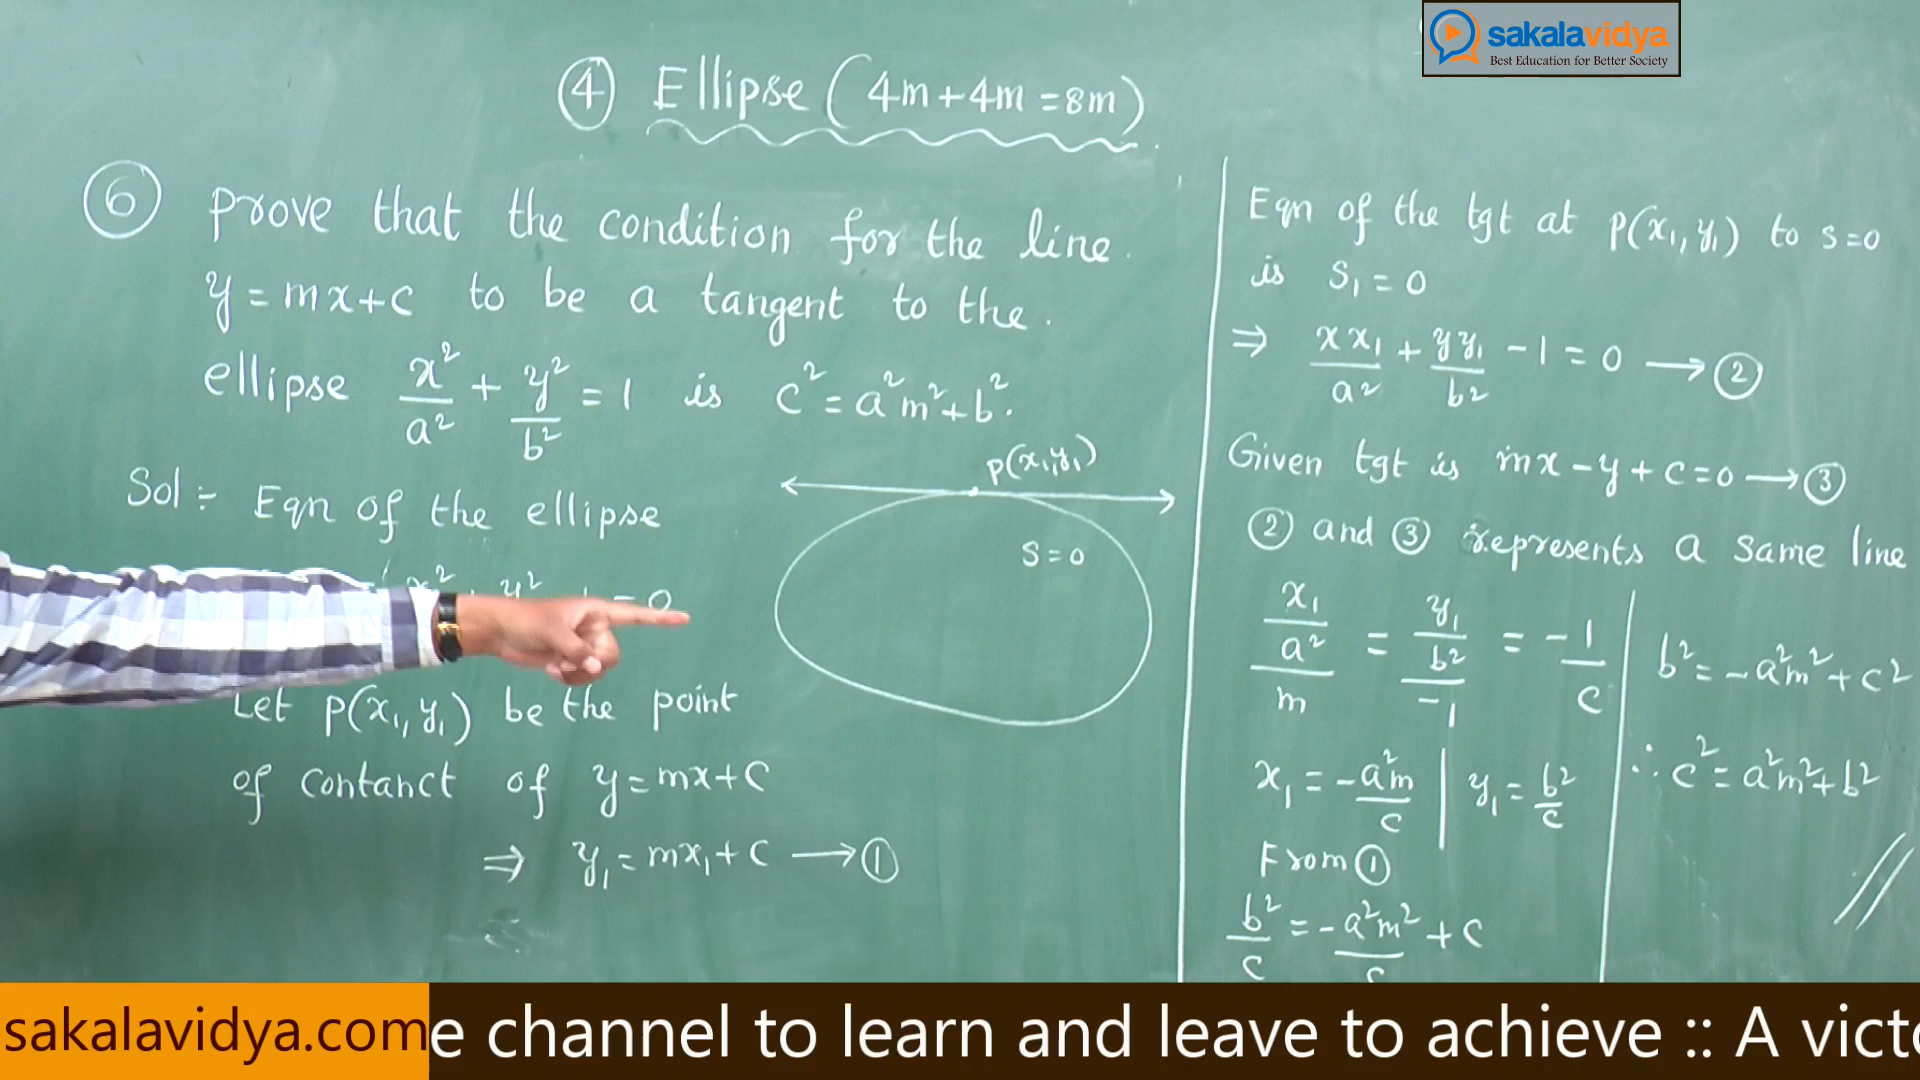 sakalavidya
Best Education for Better Society
④ Ellipse (4m+4m=8m)
⑥ prove that the condition for the line.
y=mx+c to be a tangent to the.
ellipse x²/a² + y²/b² = 1 is c²=a²m²+b².
Sol:- Eqn of the ellipse
x² + y² =0
Let P(x₁,y₁) be the point
of contanct of y=mx+c
⇒ y₁=mx₁+c ⟶①
P(x₁,y₁)
S=0
Eqn of the tgt at P(x₁,y₁) to S=0
is S₁=0
⇒ xx₁/a² + yy₁/b² -1=0 ⟶②
Given tgt is mx-y+c=0 ⟶③
② and ③ represents a same line
(x₁/a²)/m = (y₁/b²)/-1 = -1/c
x₁=-a²m/c | y₁=b²/c
From ①
b²/c = -a²m²/c + c
b²=-a²m²+c²
∴ c²=a²m²+b²
sakalavidya.com
e channel to learn and leave to achieve :: A victo